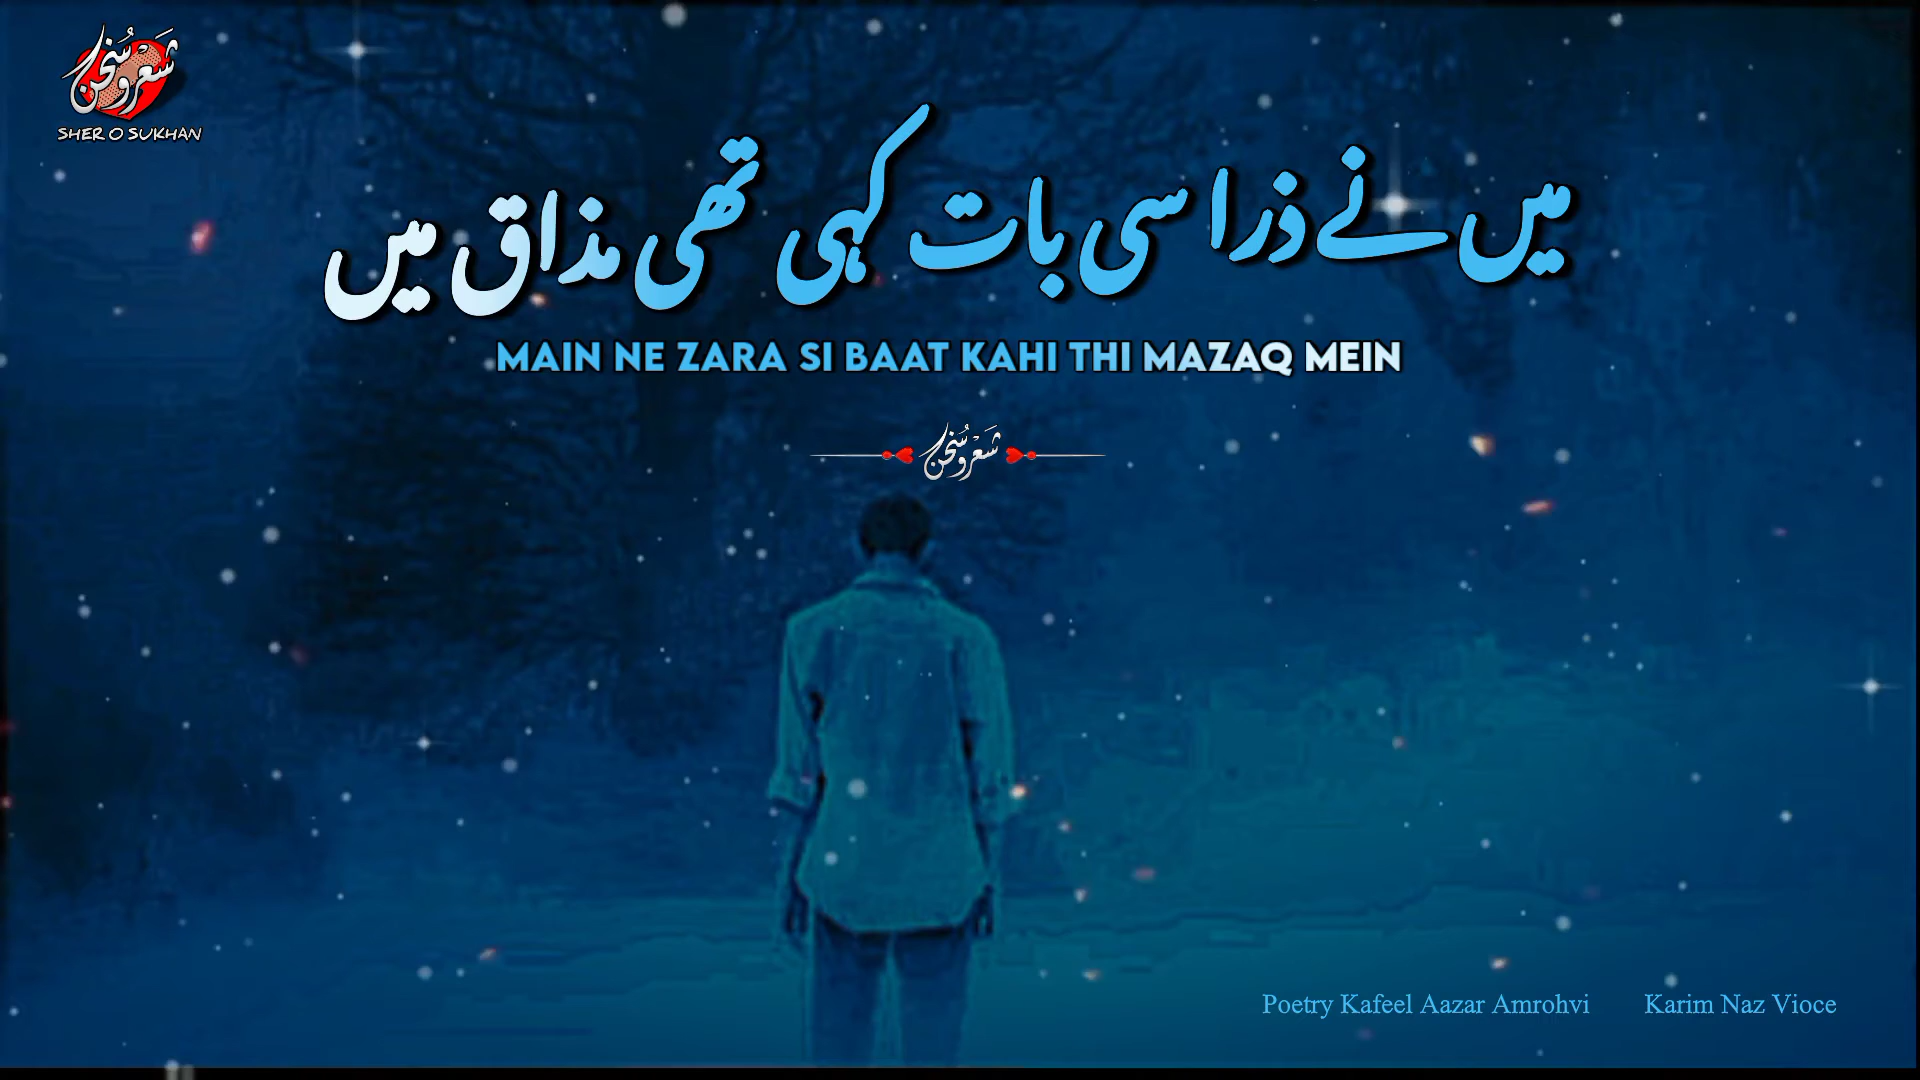 شعر و سخن
SHER O SUKHAN
میں نے ذرا سی بات کہی تھی مذاق میں
MAIN NE ZARA SI BAAT KAHI THI MAZAQ MEIN
شعر و سُخن
Poetry Kafeel Aazar Amrohvi Karim Naz Vioce